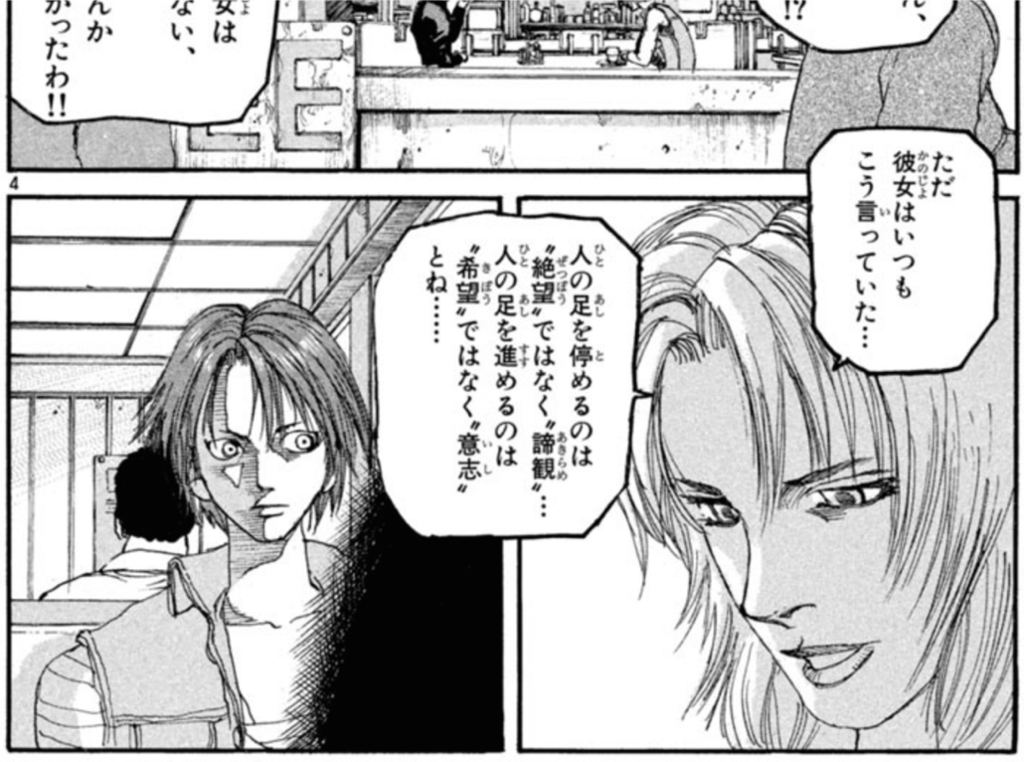 ん、
!?
女は
ない、
んか
ったわ!!
E
4
ただ
彼女はいつも
こう言っていた…
人の足を停めるのは
〝絶望〟ではなく〝諦観〟…
人の足を進めるのは
〝希望〟ではなく〝意志〟
とね……